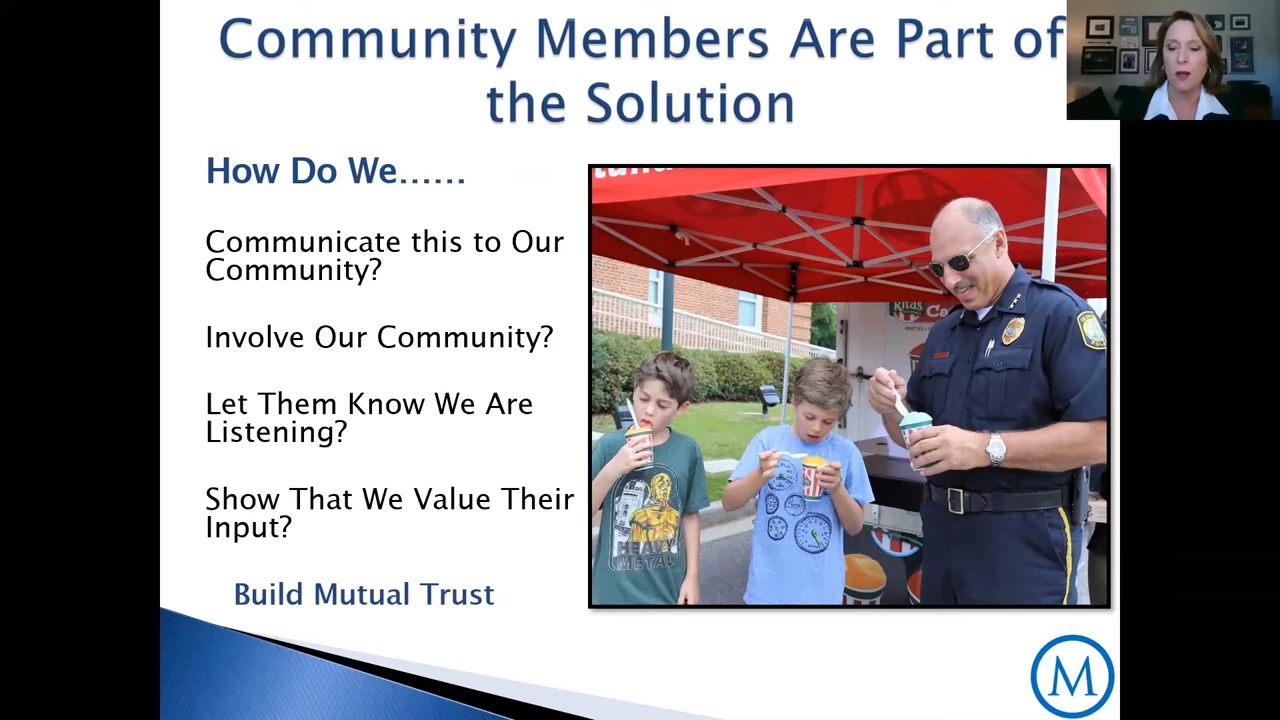 Community Members Are Part of
the Solution
How Do We......
Communicate this to Our
Community?
Involve Our Community?
Let Them Know We Are
Listening?
Show That We Value Their
Input?
Build Mutual Trust
Rita's
HEAVY
METAL
M